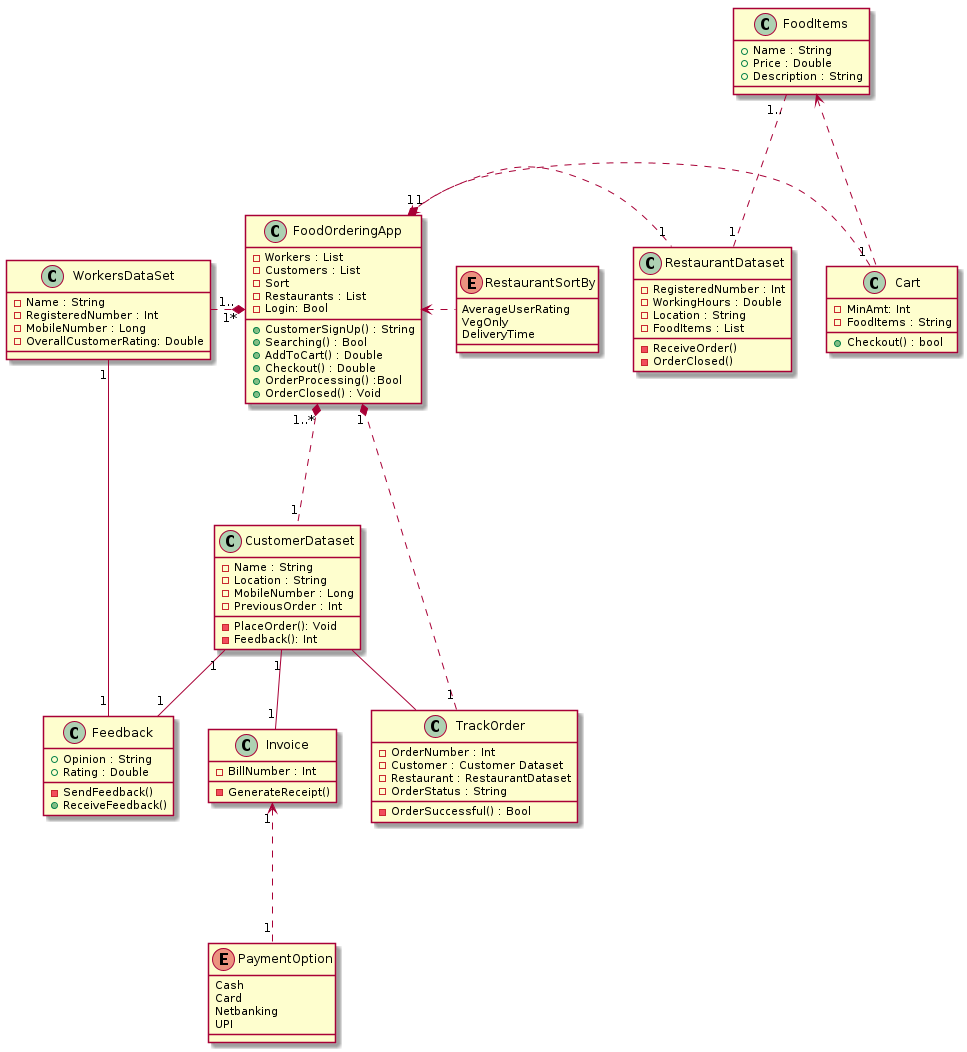 C FoodItems
Name : String
Price : Double
Description : String
1..
1
11
1
1
C FoodOrderingApp
Workers : List
Customers : List
Sort
Restaurants : List
Login: Bool
CustomerSignUp() : String
Searching() : Bool
AddToCart() : Double
Checkout() : Double
OrderProcessing() :Bool
OrderClosed() : Void
C WorkersDataSet
Name : String
RegisteredNumber : Int
MobileNumber : Long
OverallCustomerRating: Double
1..
1*
E RestaurantSortBy
AverageUserRating
VegOnly
DeliveryTime
C RestaurantDataset
RegisteredNumber : Int
WorkingHours : Double
Location : String
FoodItems : List
ReceiveOrder()
OrderClosed()
C Cart
MinAmt: Int
FoodItems : String
Checkout() : bool
1
1..*
1
1
C CustomerDataset
Name : String
Location : String
MobileNumber : Long
PreviousOrder : Int
PlaceOrder(): Void
Feedback(): Int
1
1
1
1
1
1
C Feedback
Opinion : String
Rating : Double
SendFeedback()
ReceiveFeedback()
C Invoice
BillNumber : Int
GenerateReceipt()
C TrackOrder
OrderNumber : Int
Customer : Customer Dataset
Restaurant : RestaurantDataset
OrderStatus : String
OrderSuccessful() : Bool
1
1
E PaymentOption
Cash
Card
Netbanking
UPI